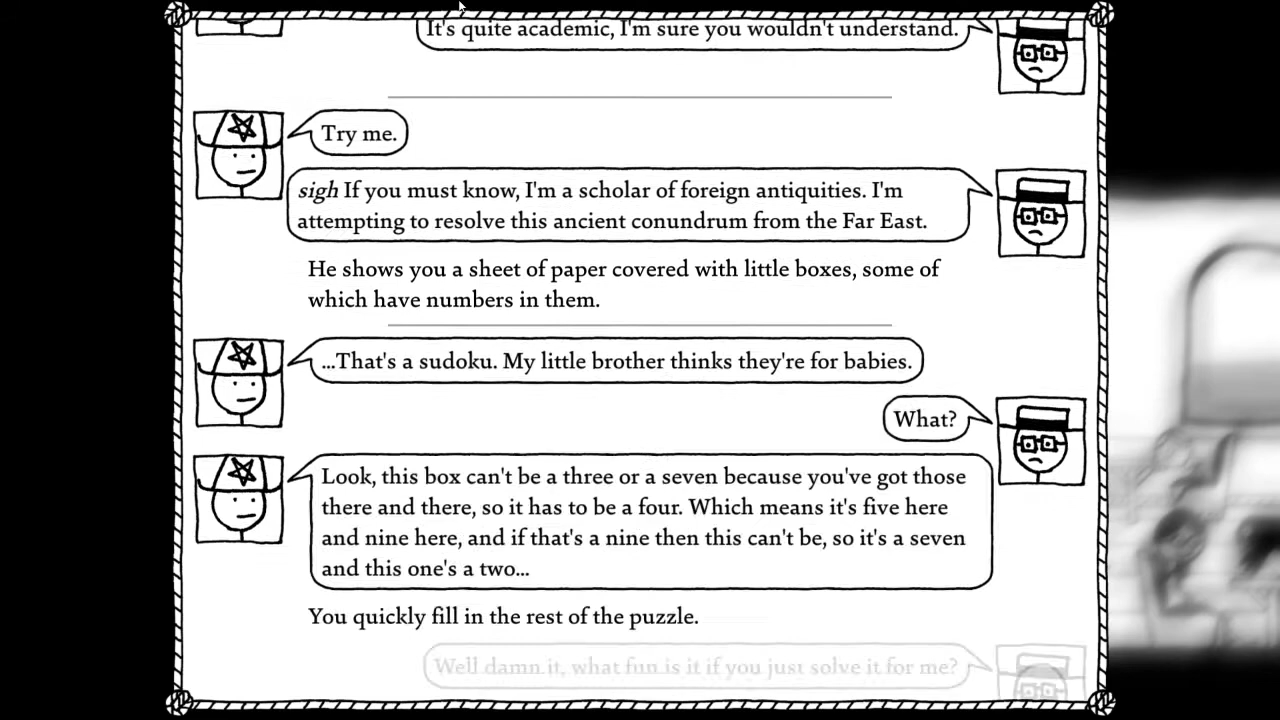 It's quite academic, I'm sure you wouldn't understand.
Try me.
sigh If you must know, I'm a scholar of foreign antiquities. I'm
attempting to resolve this ancient conundrum from the Far East.
He shows you a sheet of paper covered with little boxes, some of
which have numbers in them.
...That's a sudoku. My little brother thinks they're for babies.
What?
Look, this box can't be a three or a seven because you've got those
there and there, so it has to be a four. Which means it's five here
and nine here, and if that's a nine then this can't be, so it's a seven
and this one's a two...
You quickly fill in the rest of the puzzle.
Well damn it, what fun is it if you just solve it for me?